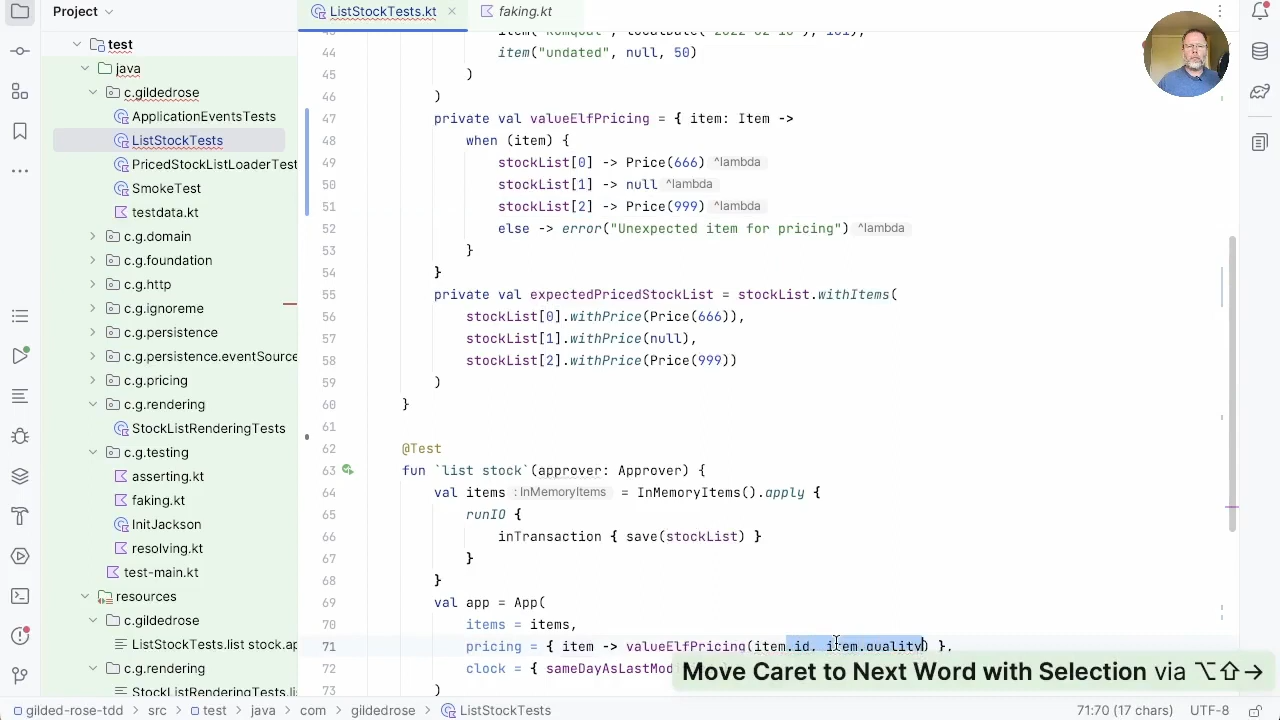 Project
ListStockTests.kt
faking.kt
test
java
c.gildedrose
ApplicationEventsTests
ListStockTests
PricedStockListLoaderTest
SmokeTest
testdata.kt
c.g.domain
c.g.foundation
c.g.http
c.g.ignoreme
c.g.persistence
c.g.persistence.eventSource
c.g.pricing
c.g.rendering
StockListRenderingTests
c.g.testing
asserting.kt
faking.kt
InitJackson
resolving.kt
test-main.kt
resources
c.gildedrose
ListStockTests.list stock.ap
c.g.rendering
StockListRenderingTests.lis
44 item("undated", null, 50)
45 )
46 )
47 private val valueElfPricing = { item: Item ->
48 when (item) {
49 stockList[0] -> Price(666) ^lambda
50 stockList[1] -> null ^lambda
51 stockList[2] -> Price(999) ^lambda
52 else -> error("Unexpected item for pricing") ^lambda
53 }
54 }
55 private val expectedPricedStockList = stockList.withItems(
56 stockList[0].withPrice(Price(666)),
57 stockList[1].withPrice(null),
58 stockList[2].withPrice(Price(999))
59 )
60 }
61
62 @Test
63 fun `list stock`(approver: Approver) {
64 val items : InMemoryItems = InMemoryItems().apply {
65 runIO {
66 inTransaction { save(stockList) }
67 }
68 }
69 val app = App(
70 items = items,
71 pricing = { item -> valueElfPricing(item.id, item.quality) },
72 clock = { sameDayAsLastMod
73 )
Move Caret to Next Word with Selection via ⌥⇧→
gilded-rose-tdd > src > test > java > com > gildedrose > ListStockTests
71:70 (17 chars) UTF-8